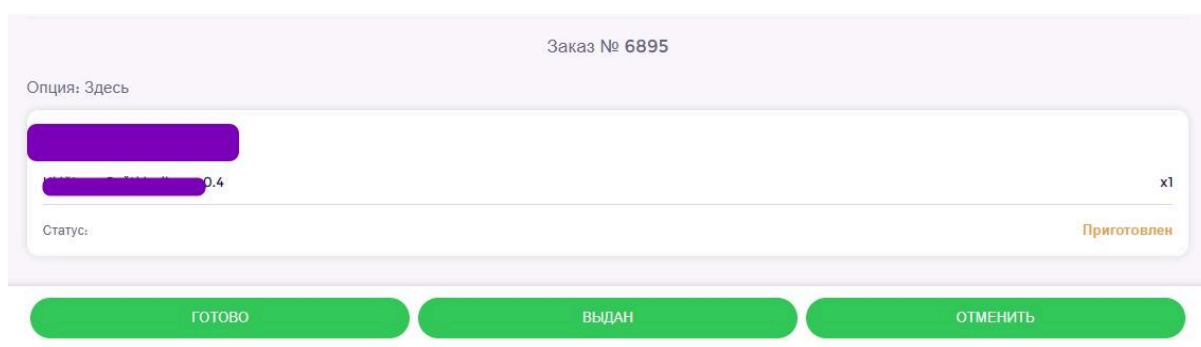 Заказ № 6895
Опция: Здесь
0.4 x1
Статус: Приготовлен
ГОТОВО ВЫДАН ОТМЕНИТЬ